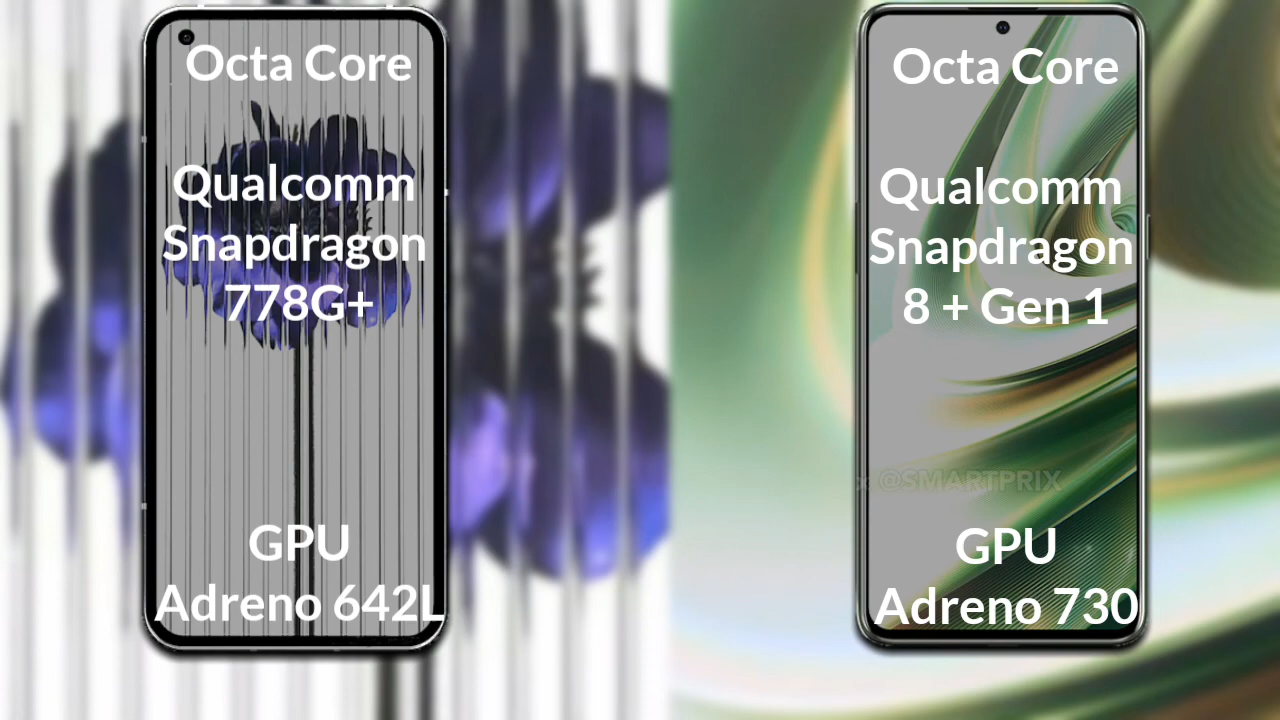 Octa Core
Qualcomm
Snapdragon
778G+
GPU
Adreno 642L
Octa Core
Qualcomm
Snapdragon
8 + Gen 1
@SMARTPRIX
GPU
Adreno 730